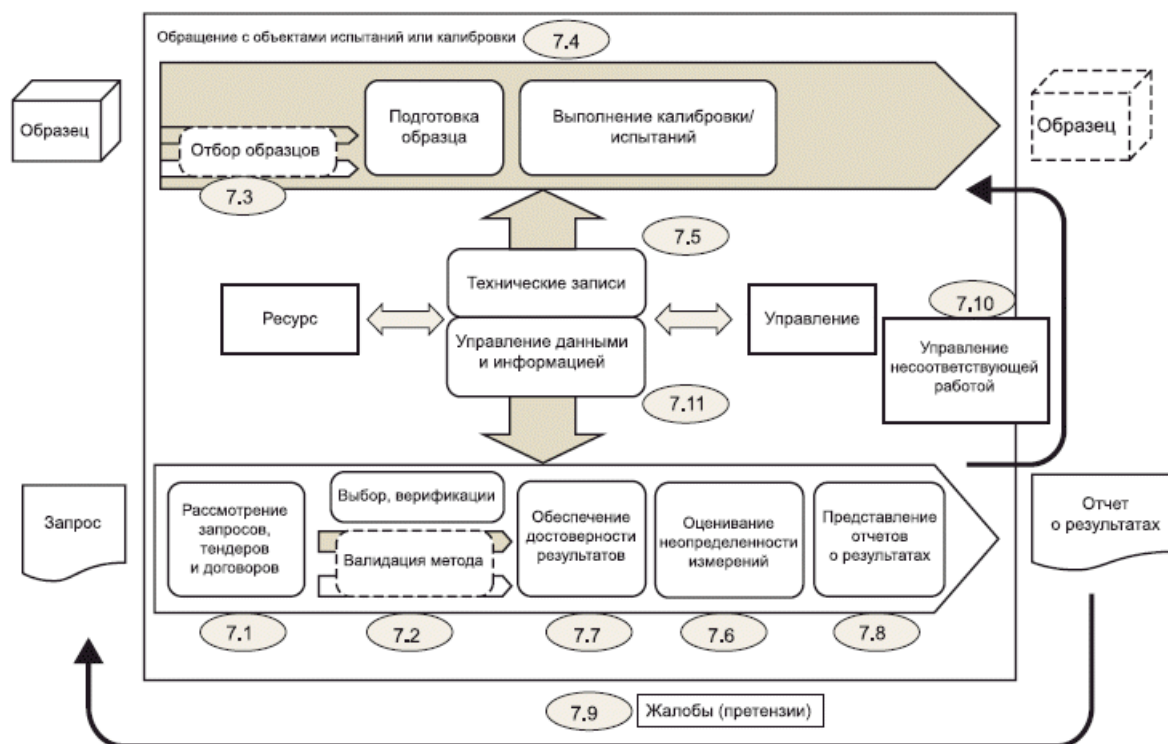 Обращение с объектами испытаний или калибровки
7.4
Образец
Отбор образцов
7.3
Подготовка
образца
Выполнение калибровки/
испытаний
Образец
7.5
Технические записи
Ресурс
Управление данными
и информацией
Управление
7.10
Управление
несоответствующей
работой
7.11
Запрос
Рассмотрение
запросов,
тендеров
и договоров
Выбор, верификации
Валидация метода
Обеспечение
достоверности
результатов
Оценивание
неопределенности
измерений
Представление
отчетов
о результатах
Отчет
о результатах
7.1
7.2
7.7
7.6
7.8
7.9
Жалобы (претензии)